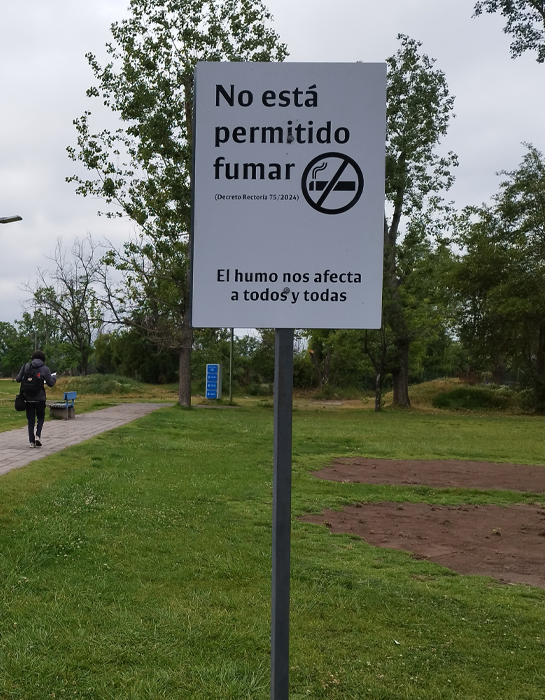 No está
permitido
fumar
(Decreto Rectoría 75/2024)
El humo nos afecta
a todos y todas